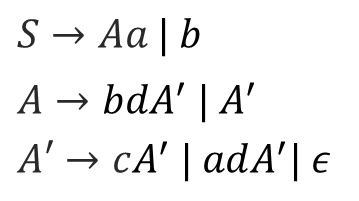 S → Aa | b
A → bdA′ | A′
A′ → cA′ | adA′| ϵ